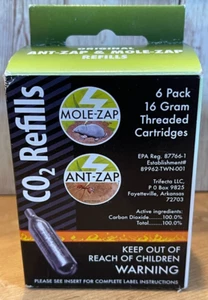 ORIGINAL
ANT-ZAP & MOLE-ZAP
REFILLS
CO2 Refills
MOLE-ZAP
ANT-ZAP
6 Pack
16 Gram
Threaded
Cartridges
EPA Reg. 87766-1
Establishment#
89962-TWN-001
Trifecta LLC,
P O Box 9825
Fayetteville, Arkansas
72703
Active ingredients:
Carbon Dioxide......100.0%
Total.........100.0%
KEEP OUT OF
REACH OF CHILDREN
WARNING
PLEASE SEE INSERT FOR COMPLETE LABEL INSTRUCTIONS